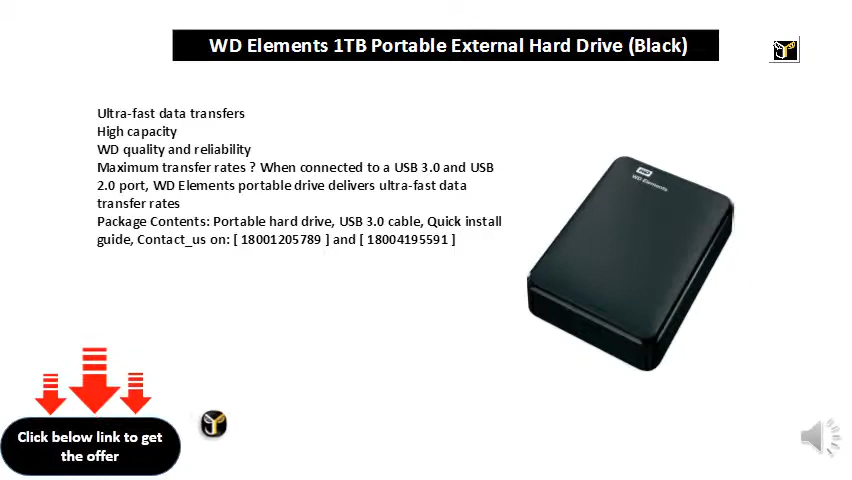 WD Elements 1TB Portable External Hard Drive (Black)
Ultra-fast data transfers
High capacity
WD quality and reliability
Maximum transfer rates ? When connected to a USB 3.0 and USB
2.0 port, WD Elements portable drive delivers ultra-fast data
transfer rates
Package Contents: Portable hard drive, USB 3.0 cable, Quick install
guide, Contact_us on: [ 18001205789 ] and [ 18004195591 ]
WD
WD Elements
Click below link to get
the offer